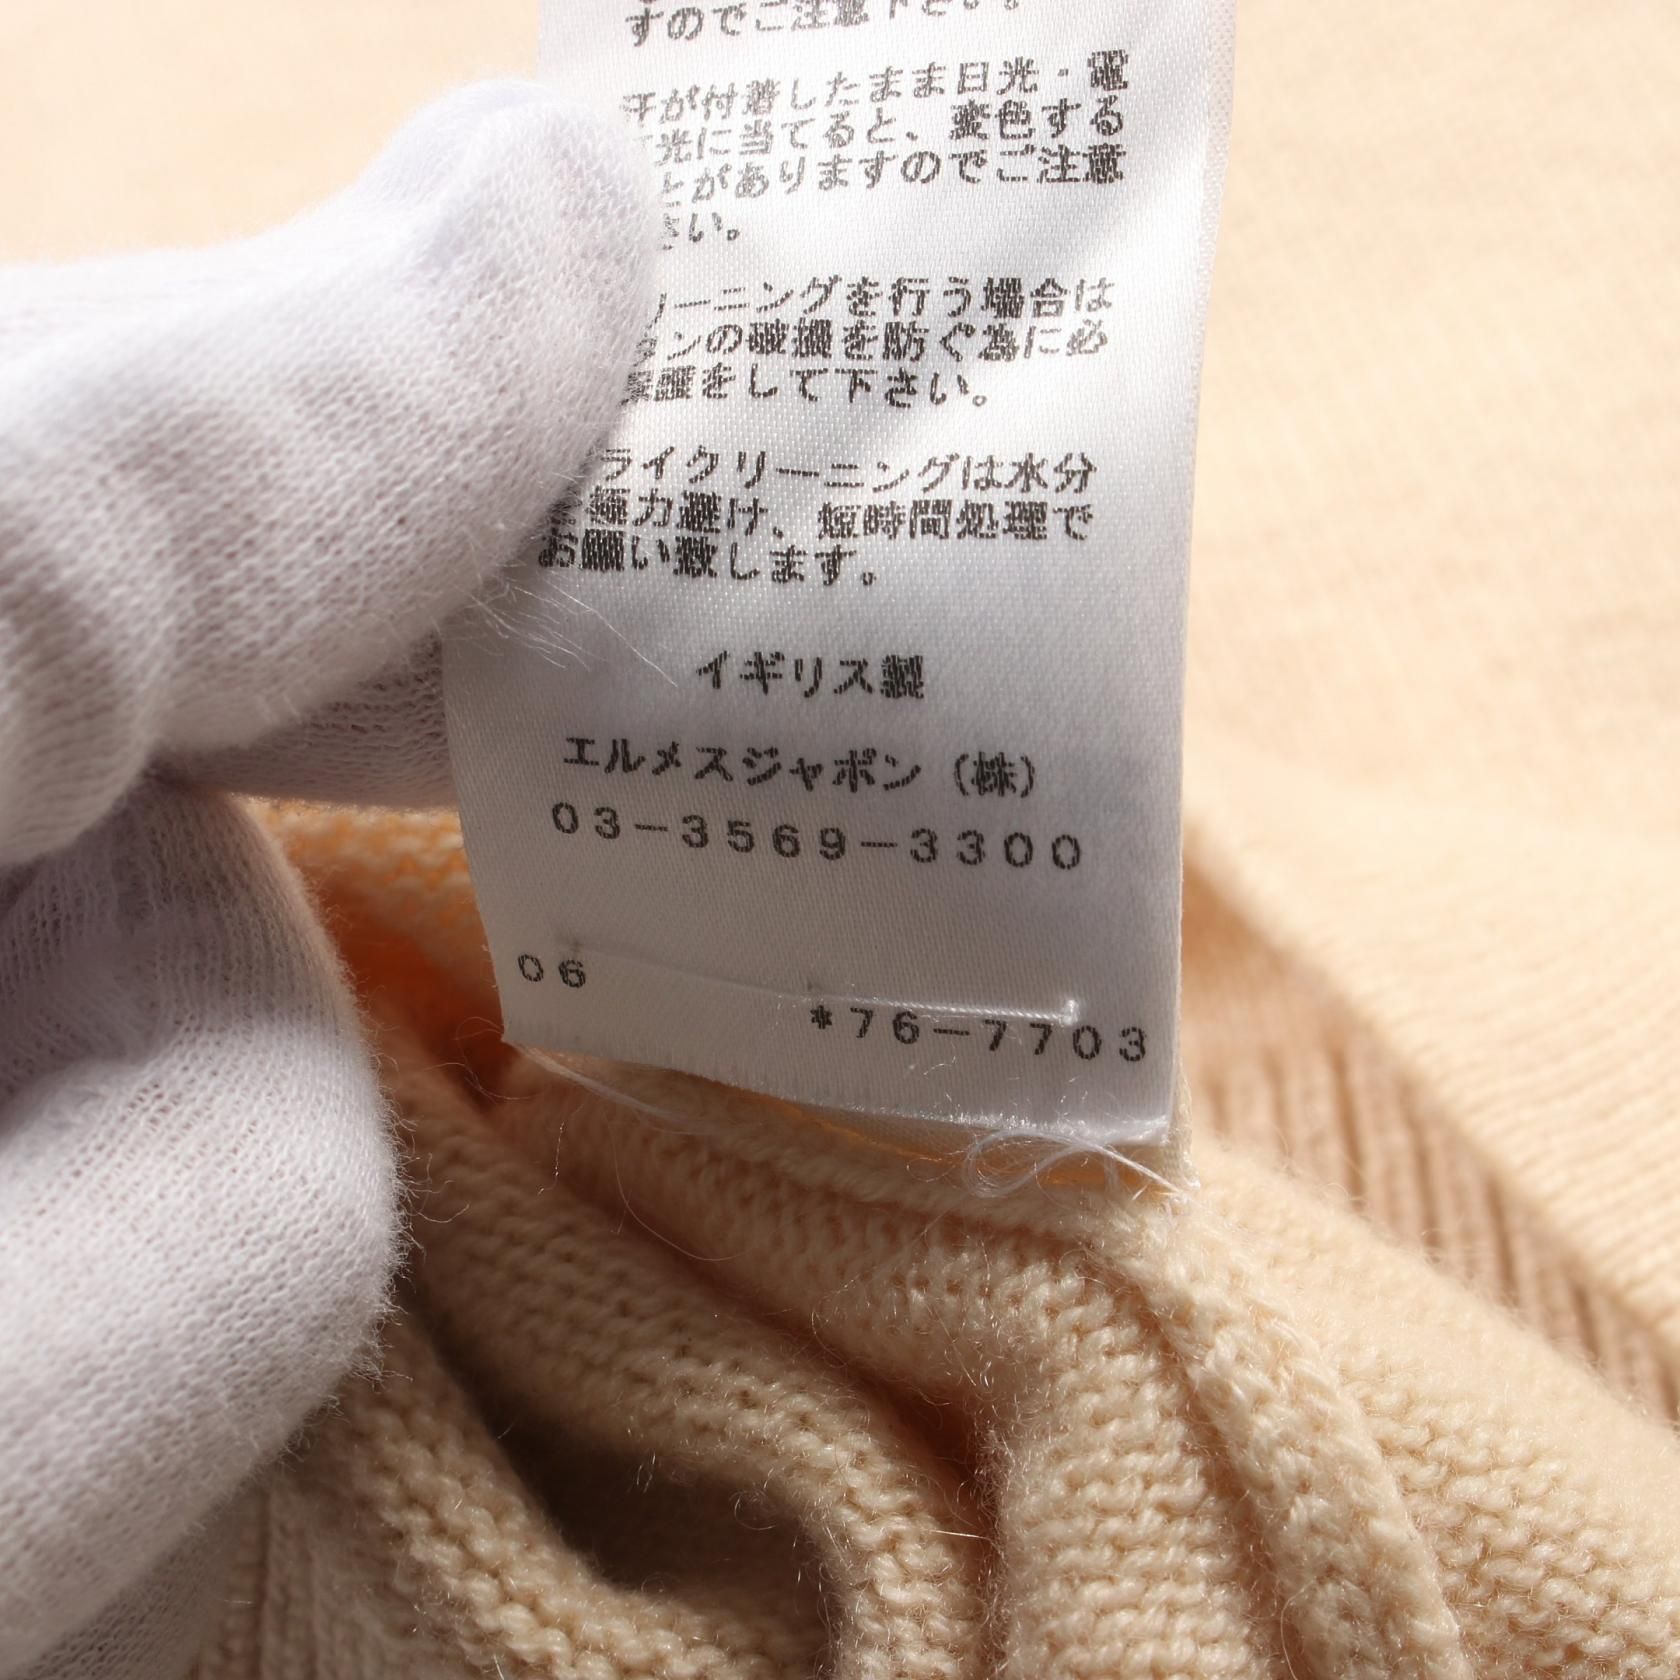 すのでご注意下さい。
汗が付着したまま日光・電
光に当てると、変色する
とがありますのでご注意
さい。
リーニングを行う場合は
ンの破損を防ぐ為に必
護をして下さい。
ライクリーニングは水分
極力避け、短時間処理で
お願い致します。
イギリス製
エルメスジャポン（株）
03-3569-3300
06
*76-7703